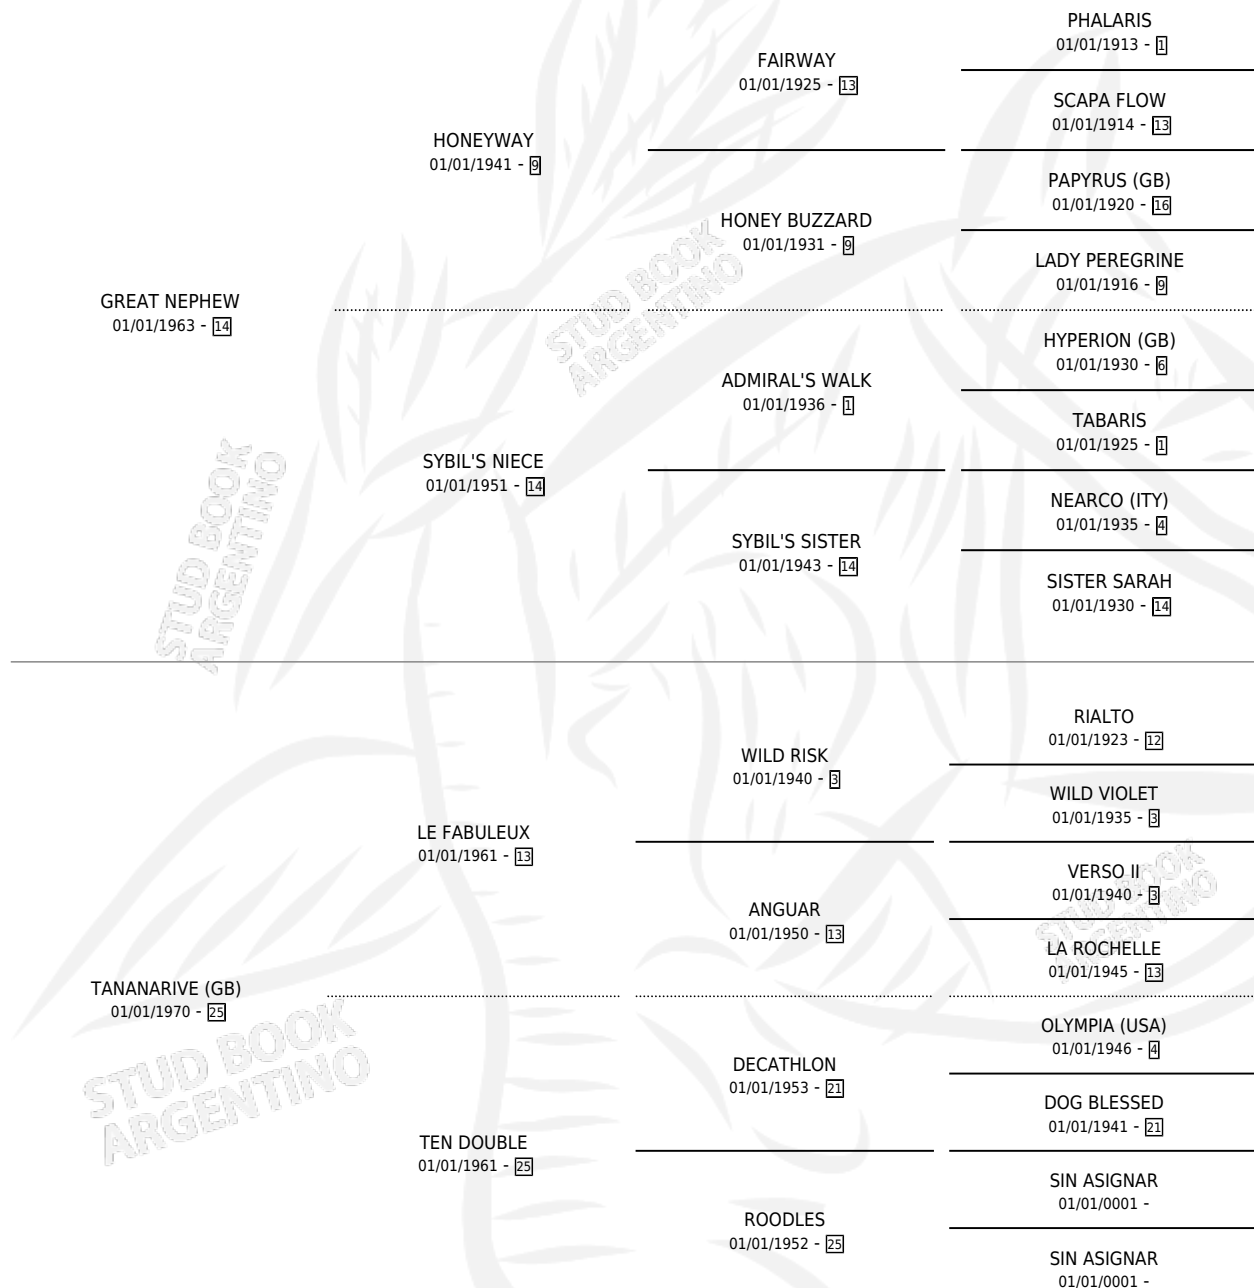 PHALARIS
01/01/1913 - 1
FAIRWAY
01/01/1925 - 13
SCAPA FLOW
01/01/1914 - 13
HONEYWAY
01/01/1941 - 9
PAPYRUS (GB)
01/01/1920 - 16
HONEY BUZZARD
01/01/1931 - 9
LADY PEREGRINE
01/01/1916 - 9
GREAT NEPHEW
01/01/1963 - 14
HYPERION (GB)
01/01/1930 - 6
ADMIRAL'S WALK
01/01/1936 - 1
TABARIS
01/01/1925 - 1
SYBIL'S NIECE
01/01/1951 - 14
NEARCO (ITY)
01/01/1935 - 4
SYBIL'S SISTER
01/01/1943 - 14
SISTER SARAH
01/01/1930 - 14
RIALTO
01/01/1923 - 12
WILD RISK
01/01/1940 - 3
WILD VIOLET
01/01/1935 - 3
LE FABULEUX
01/01/1961 - 13
VERSO II
01/01/1940 - 3
ANGUAR
01/01/1950 - 13
LA ROCHELLE
01/01/1945 - 13
TANANARIVE (GB)
01/01/1970 - 25
OLYMPIA (USA)
01/01/1946 - 4
DECATHLON
01/01/1953 - 21
DOG BLESSED
01/01/1941 - 21
TEN DOUBLE
01/01/1961 - 25
SIN ASIGNAR
01/01/0001 -
ROODLES
01/01/1952 - 25
SIN ASIGNAR
01/01/0001 -
STUD BOOK
ARGENTINO
STUD BOOK
ARGENTINO
STUD BOOK
ARGENTINO
STUD BOOK
ARGENTINO